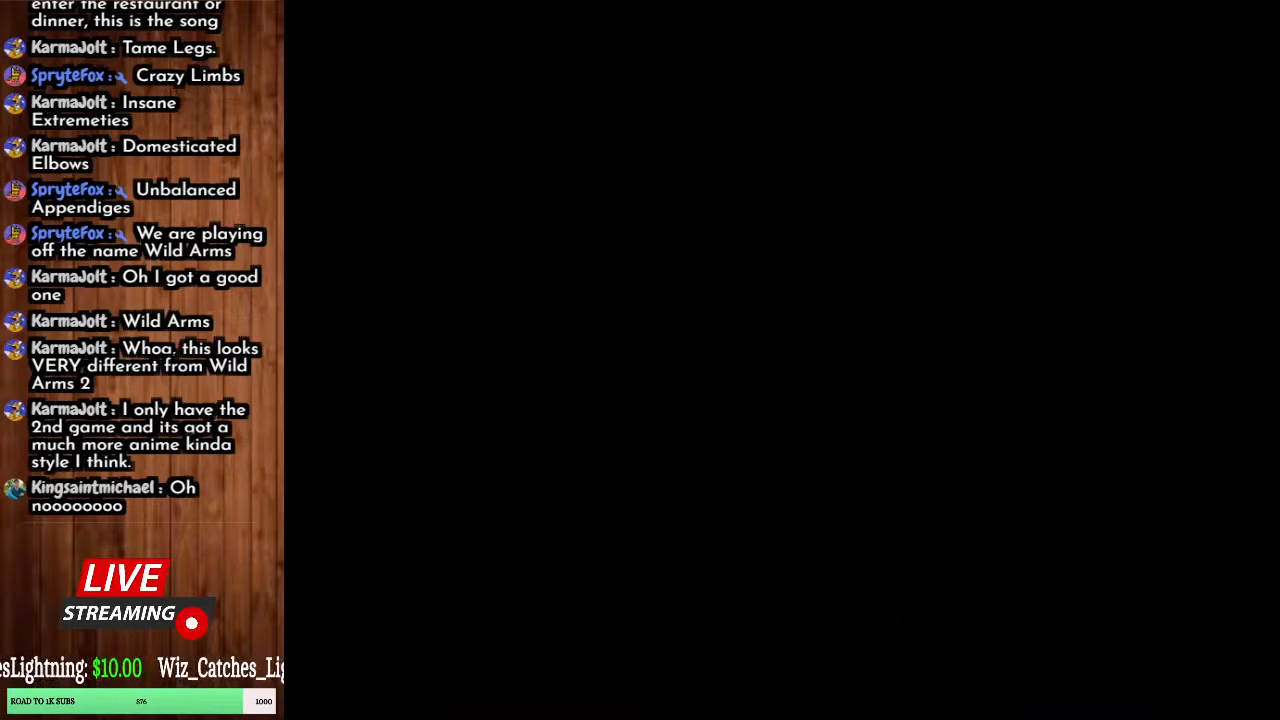 enter the restaurant or
dinner, this is the song
KarmaJolt : Tame Legs.
SpryteFox : Crazy Limbs
KarmaJolt : Insane
Extremeties
KarmaJolt : Domesticated
Elbows
SpryteFox : Unbalanced
Appendiges
SpryteFox : We are playing
off the name Wild Arms
KarmaJolt : Oh I got a good
one
KarmaJolt : Wild Arms
KarmaJolt : Whoa. this looks
VERY different from Wild
Arms 2
KarmaJolt : I only have the
2nd game and its got a
much more anime kinda
style I think.
Kingsaintmichael : Oh
noooooooo
LIVE
STREAMING
esLightning: $10.00 Wiz_Catches_Lig
ROAD TO 1K SUBS 876 1000